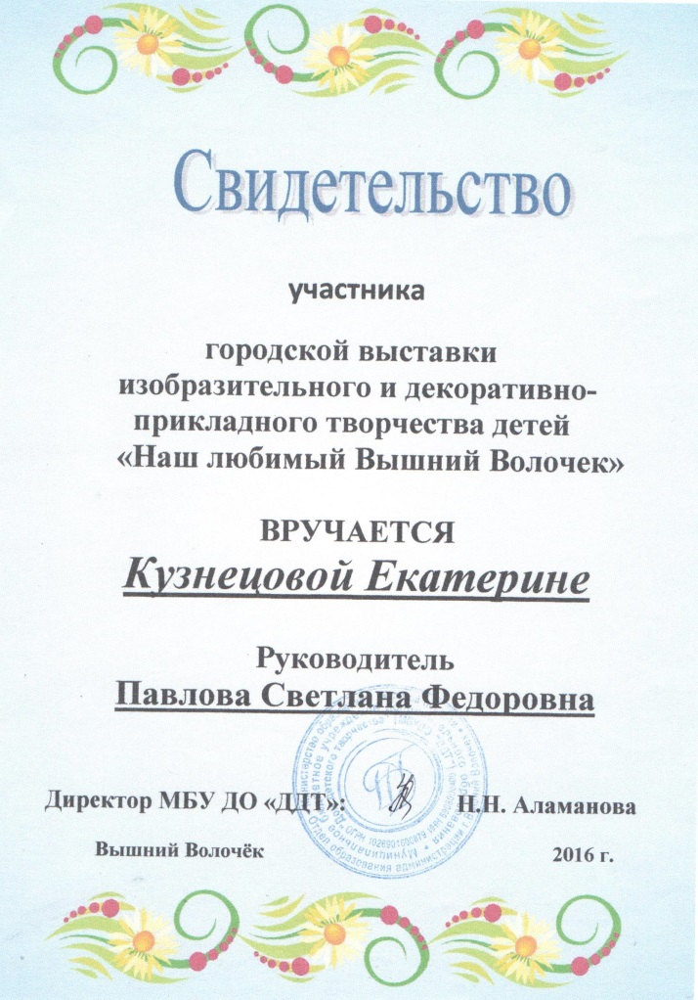 Свидетельство
участника
городской выставки
изобразительного и декоративно-
прикладного творчества детей
«Наш любимый Вышний Волочек»
ВРУЧАЕТСЯ
Кузнецовой Екатерине
Руководитель
Павлова Светлана Федоровна
Директор МБУ ДО «ДДТ»: Н.Н. Аламанова
Вышний Волочёк 2016 г.